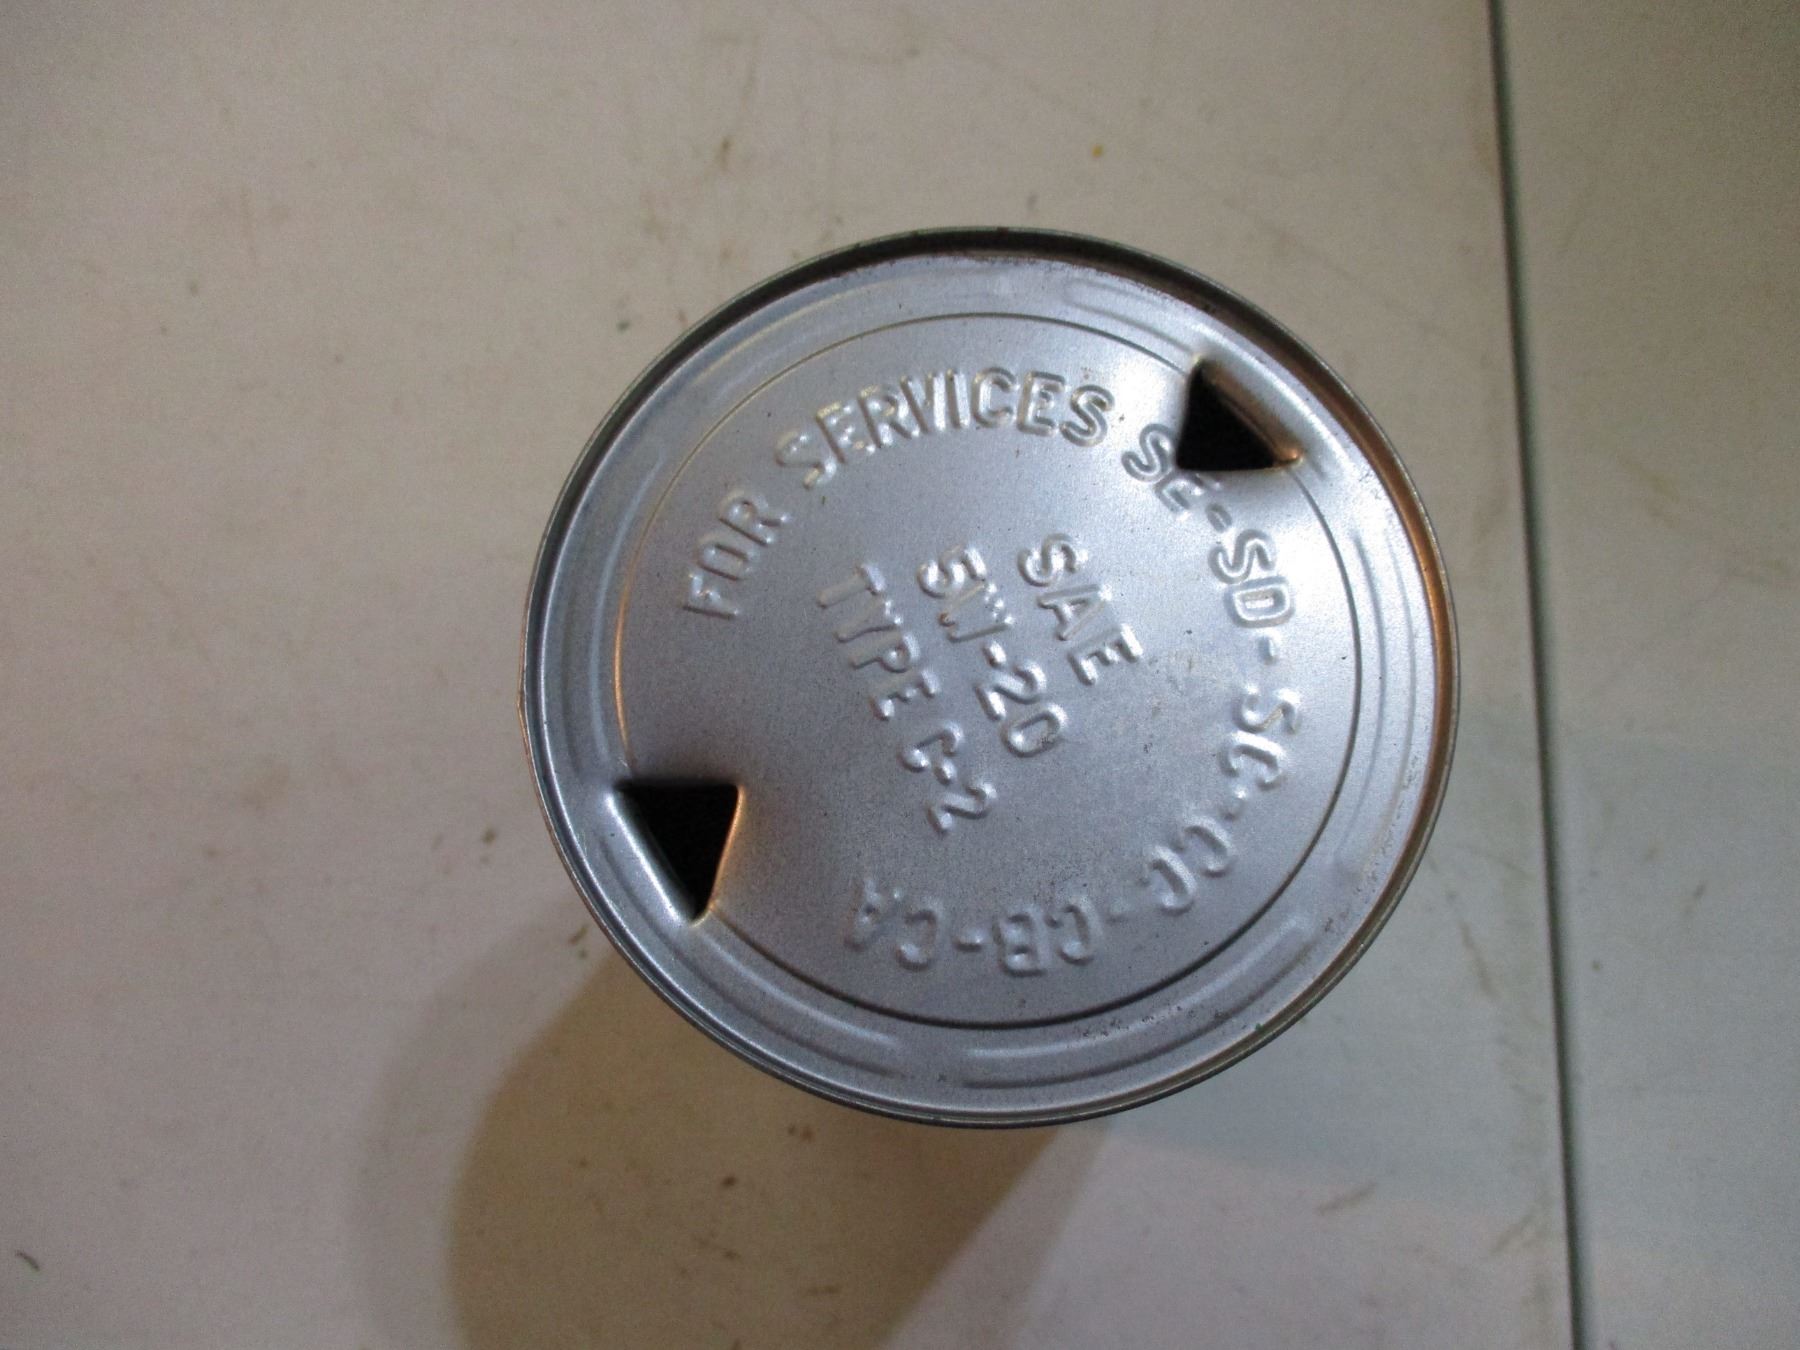 FOR SERVICES SE-SD-SC-CC-CB-CA
SAE
5W-20
TYPE C-2